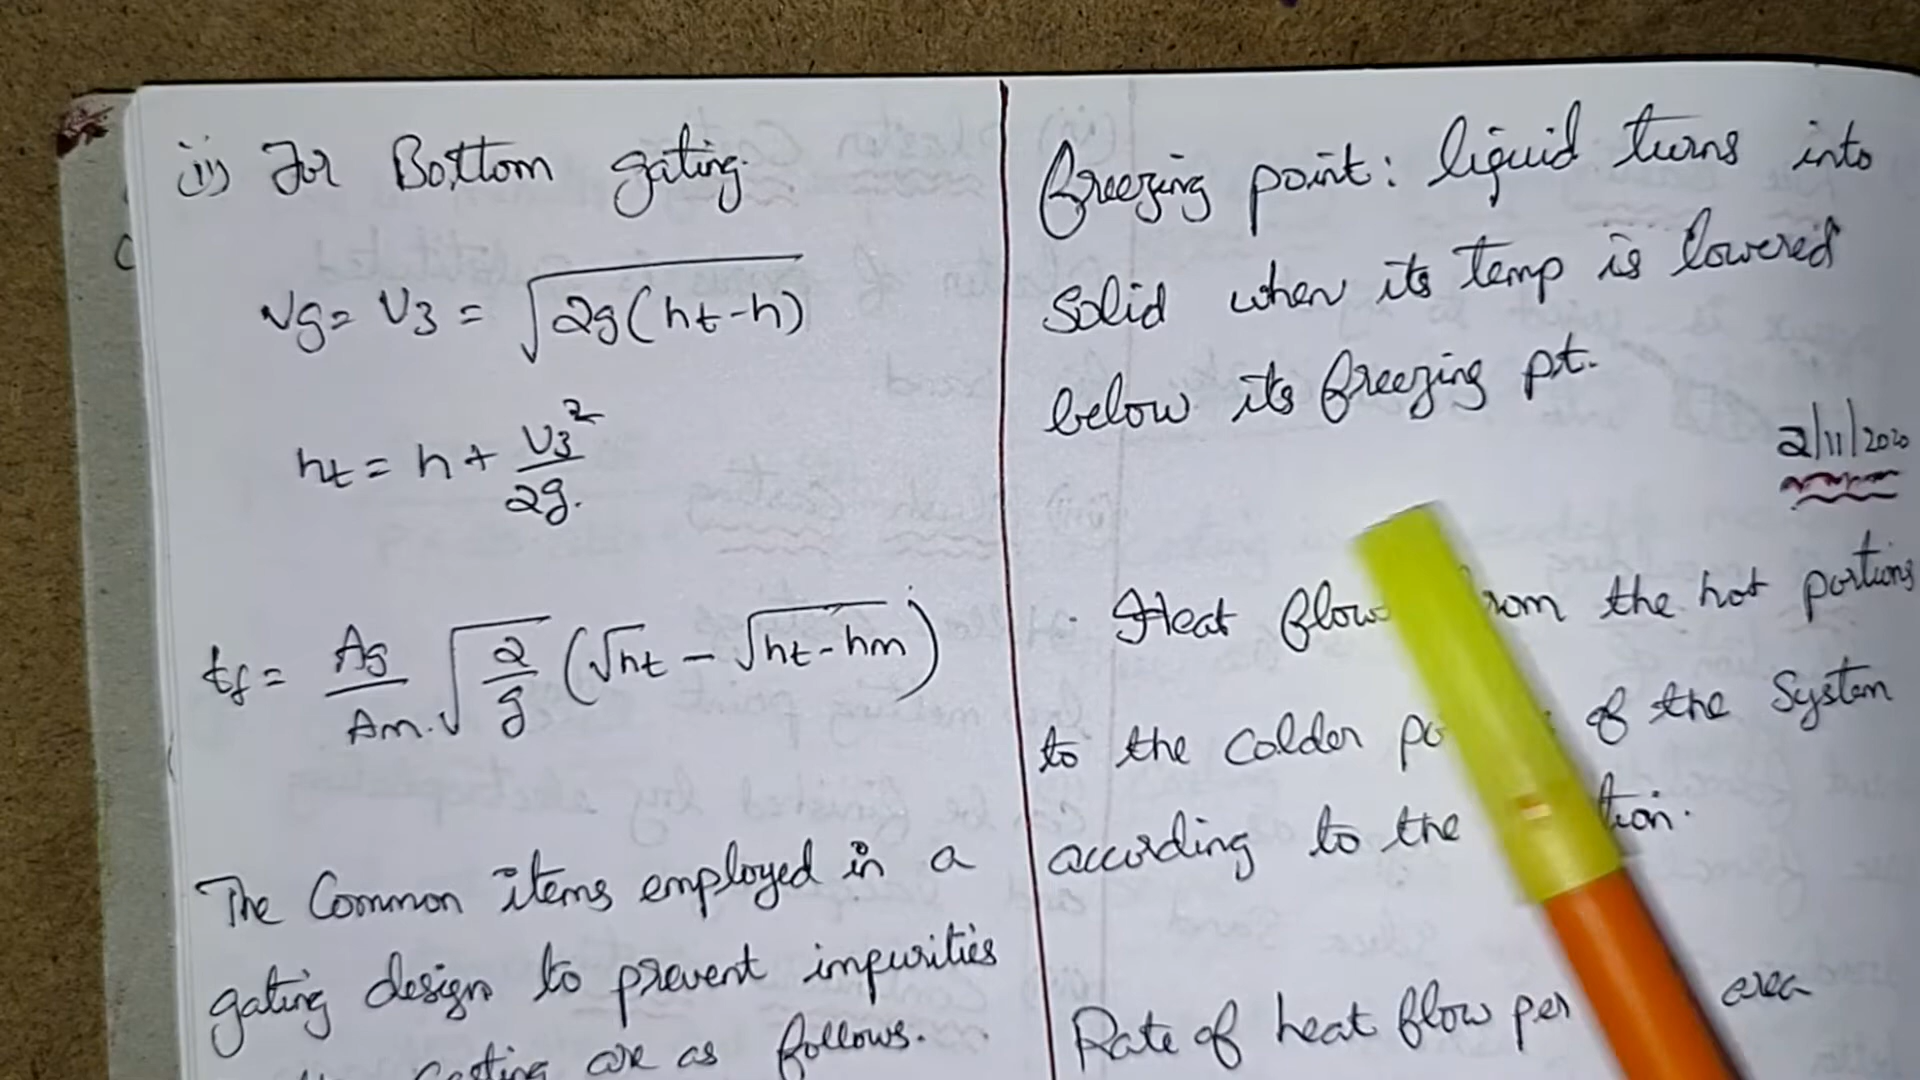 ii) For Bottom gating.
vg = v3 = √2g(ht-h)
ht = h + v3²/2g.
tf = Ag/Am. √2/g (√ht - √ht-hm)
The Common items employed in a
gating design to prevent impurities
casting are as follows.
freezing point: liquid turns into
solid when its temp is lowered
below its freezing pt.
2/11/2020
Heat flow from the hot portions
to the colder of the System
according to the
Rate of heat flow per area